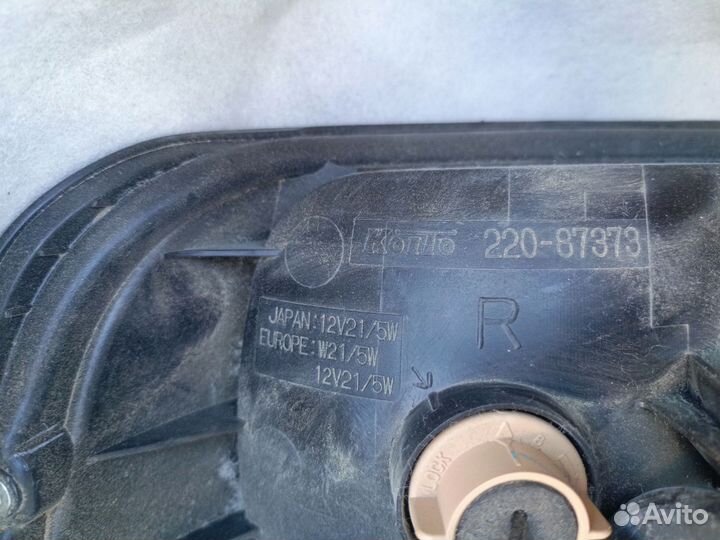 KOITO 220-87373
JAPAN:12V21/5W
EUROPE:W21/5W
12V21/5W
R
LOCK
Avito